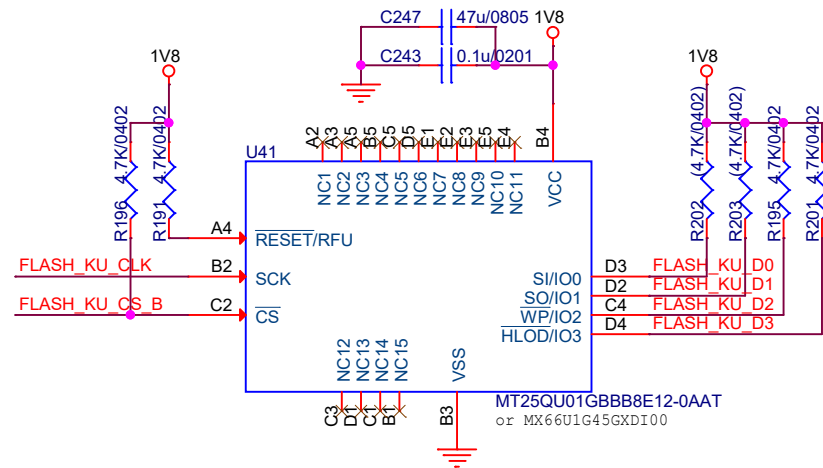 C247 47u/0805 1V8
C243 0.1u/0201
1V8
1V8
R196 4.7K/0402
R191 4.7K/0402
R202 (4.7K/0402)
R203 (4.7K/0402)
R195 4.7K/0402
R201 4.7K/0402
U41
A2 A3 A5 B5 C5 D5 E1 E2 E3 E5 E4 B4
NC1 NC2 NC3 NC4 NC5 NC6 NC7 NC8 NC9 NC10 NC11 VCC
A4 RESET/RFU
FLASH_KU_CLK B2 SCK
FLASH_KU_CS_B C2 CS
SI/IO0 D3 FLASH_KU_D0
SO/IO1 D2 FLASH_KU_D1
WP/IO2 C4 FLASH_KU_D2
HLOD/IO3 D4 FLASH_KU_D3
NC12 NC13 NC14 NC15 VSS
C3 D1 C1 B1 B3
MT25QU01GBBB8E12-0AAT
or MX66U1G45GXDI00